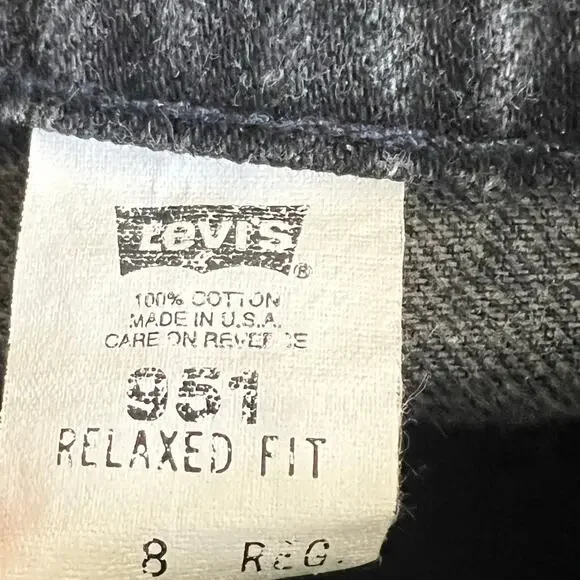 Levi's ®
100% COTTON
MADE IN U.S.A.
CARE ON REVERSE
951
RELAXED FIT
8 REG.